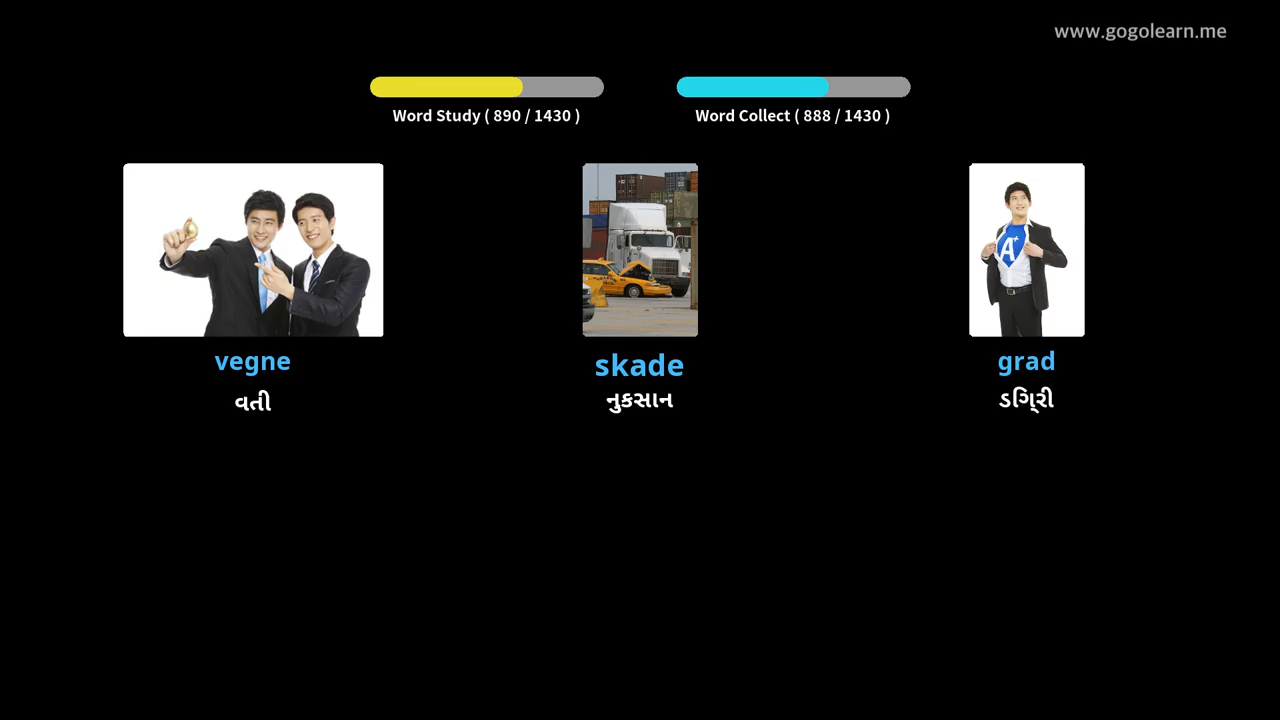 www.gogolearn.me
Word Study ( 890 / 1430 )
Word Collect ( 888 / 1430 )
vegne
skade
grad
વતી
નુકસાન
ડિગ્રી
A+